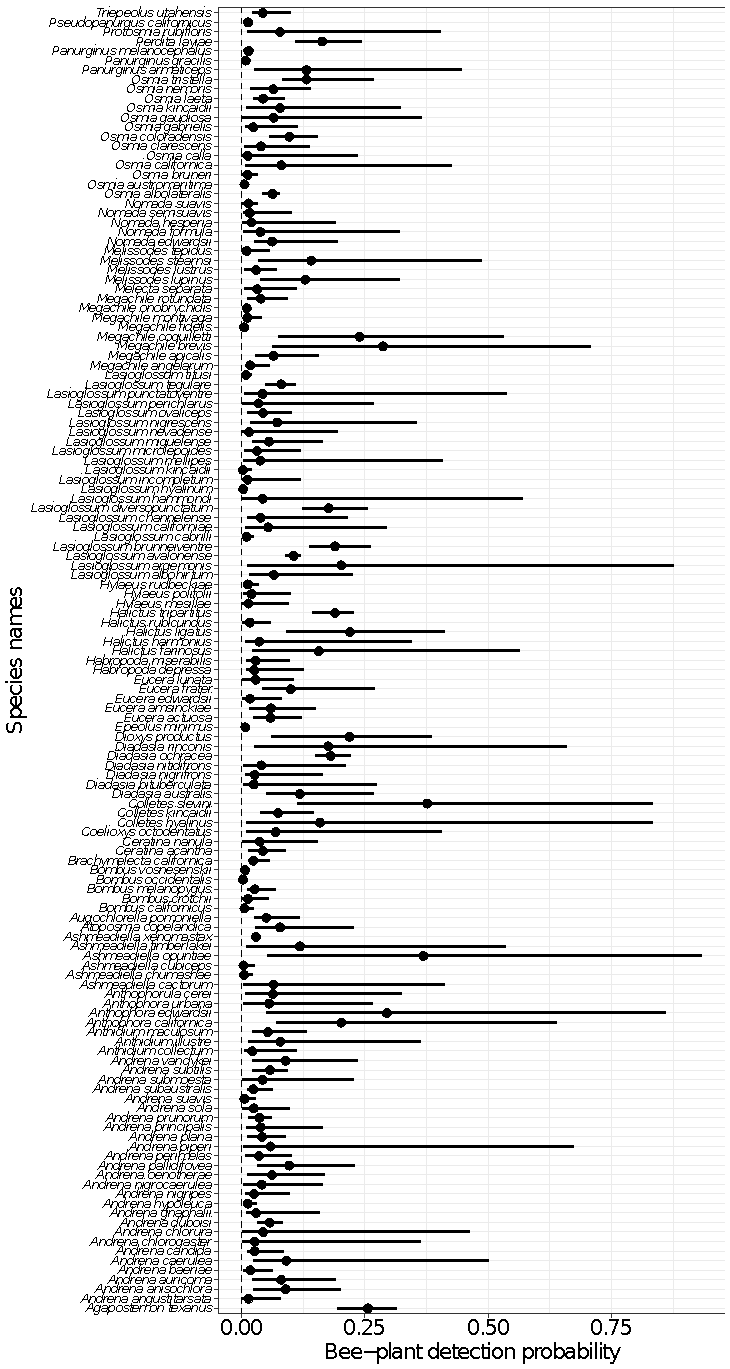 Triepeolus utahensis
Pseudopanurgus californicus
Protosmia rubifloris
Perdita layiae
Panurginus melanocephalus
Panurginus gracilis
Panurginus armaticeps
Osmia tristella
Osmia nemoris
Osmia laeta
Osmia kincaidii
Osmia gaudiosa
Osmia gabrielis
Osmia coloradensis
Osmia clarescens
Osmia calla
Osmia californica
Osmia bruneri
Osmia austromaritima
Osmia albolateralis
Nomada suavis
Nomada semisuavis
Nomada hesperia
Nomada formula
Nomada edwardsii
Melissodes tepidus
Melissodes stearnsi
Melissodes lustrus
Melissodes lupinus
Melecta separata
Megachile rotundata
Megachile onobrychidis
Megachile montivaga
Megachile fidelis
Megachile coquilletti
Megachile brevis
Megachile apicalis
Megachile angelarum
Lasioglossum titusi
Lasioglossum tegulare
Lasioglossum punctatoventre
Lasioglossum perichlarus
Lasioglossum ovaliceps
Lasioglossum nigrescens
Lasioglossum nevadense
Lasioglossum miguelense
Lasioglossum microlepoides
Lasioglossum mellipes
Lasioglossum kincaidii
Lasioglossum incompletum
Lasioglossum hyalinum
Lasioglossum hammondi
Lasioglossum diversopunctatum
Lasioglossum channelense
Lasioglossum californiae
Lasioglossum cabrilli
Lasioglossum brunneiventre
Lasioglossum avalonense
Lasioglossum argemonis
Lasioglossum albohirtum
Hylaeus rudbeckiae
Hylaeus polifolii
Hylaeus mesillae
Halictus tripartitus
Halictus rubicundus
Halictus ligatus
Halictus harmonius
Halictus farinosus
Habropoda miserabilis
Habropoda depressa
Eucera lunata
Eucera frater
Eucera edwardsii
Eucera amsinckiae
Eucera actuosa
Epeolus minimus
Dioxys productus
Diadasia rinconis
Diadasia ochracea
Diadasia nitidifrons
Diadasia nigrifrons
Diadasia bituberculata
Diadasia australis
Colletes slevini
Colletes kincaidii
Colletes hyalinus
Coelioxys octodentatus
Ceratina nanula
Ceratina acantha
Brachymelecta californica
Bombus vosnesenskii
Bombus occidentalis
Bombus melanopygus
Bombus crotchii
Bombus californicus
Augochlorella pomoniella
Atoposmia copelandica
Ashmeadiella xenomastax
Ashmeadiella timberlakei
Ashmeadiella opuntiae
Ashmeadiella cubiceps
Ashmeadiella chumashae
Ashmeadiella cactorum
Anthophorula cerei
Anthophora urbana
Anthophora edwardsii
Anthophora californica
Anthidium maculosum
Anthidium illustre
Anthidium collectum
Andrena vandykei
Andrena subtilis
Andrena submoesta
Andrena subaustralis
Andrena suavis
Andrena sola
Andrena prunorum
Andrena principalis
Andrena plana
Andrena piperi
Andrena perimelas
Andrena pallidifovea
Andrena oenotherae
Andrena nigrocaerulea
Andrena nigripes
Andrena hypoleuca
Andrena gnaphalii
Andrena duboisi
Andrena chlorura
Andrena chlorogaster
Andrena candida
Andrena caerulea
Andrena baeriae
Andrena auricoma
Andrena anisochlora
Andrena angustitarsata
Agapostemon texanus
Species names
0.00 0.25 0.50 0.75
Bee−plant detection probability